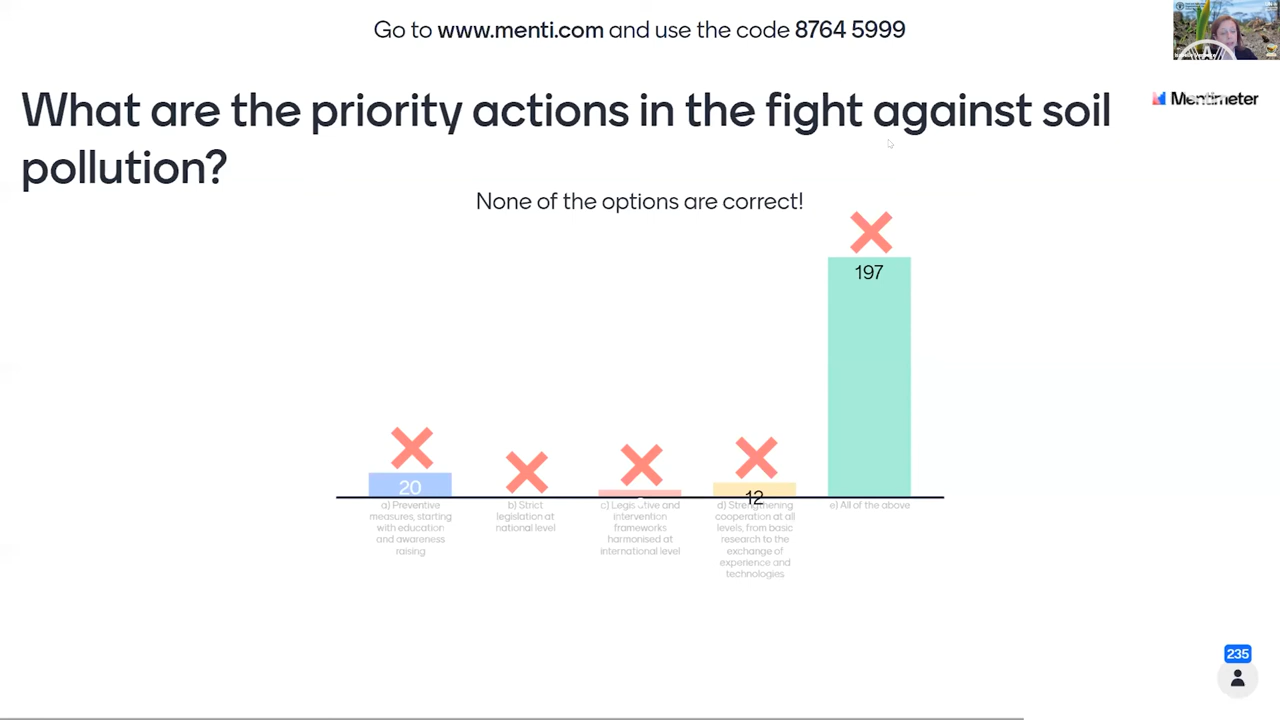 Go to www.menti.com and use the code 8764 5999
Mentimeter
What are the priority actions in the fight against soil
pollution?
None of the options are correct!
20
12
197
a) Preventive
measures, starting
with education
and awareness
raising
b) Strict
legislation at
national level
c) Legislative and
intervention
frameworks
harmonised at
international level
d) Strengthening
cooperation at all
levels, from basic
research to the
exchange of
experience and
technologies
e) All of the above
235